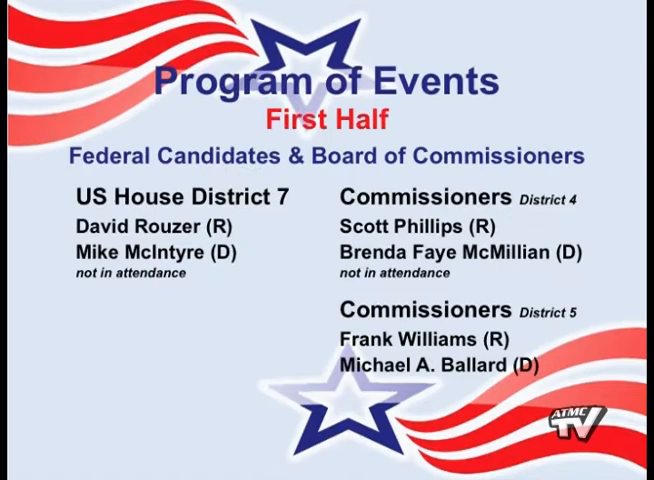 Program of Events
First Half
Federal Candidates & Board of Commissioners
US House District 7
David Rouzer (R)
Mike McIntyre (D)
not in attendance
Commissioners District 4
Scott Phillips (R)
Brenda Faye McMillian (D)
not in attendance
Commissioners District 5
Frank Williams (R)
Michael A. Ballard (D)
ATMC
TV